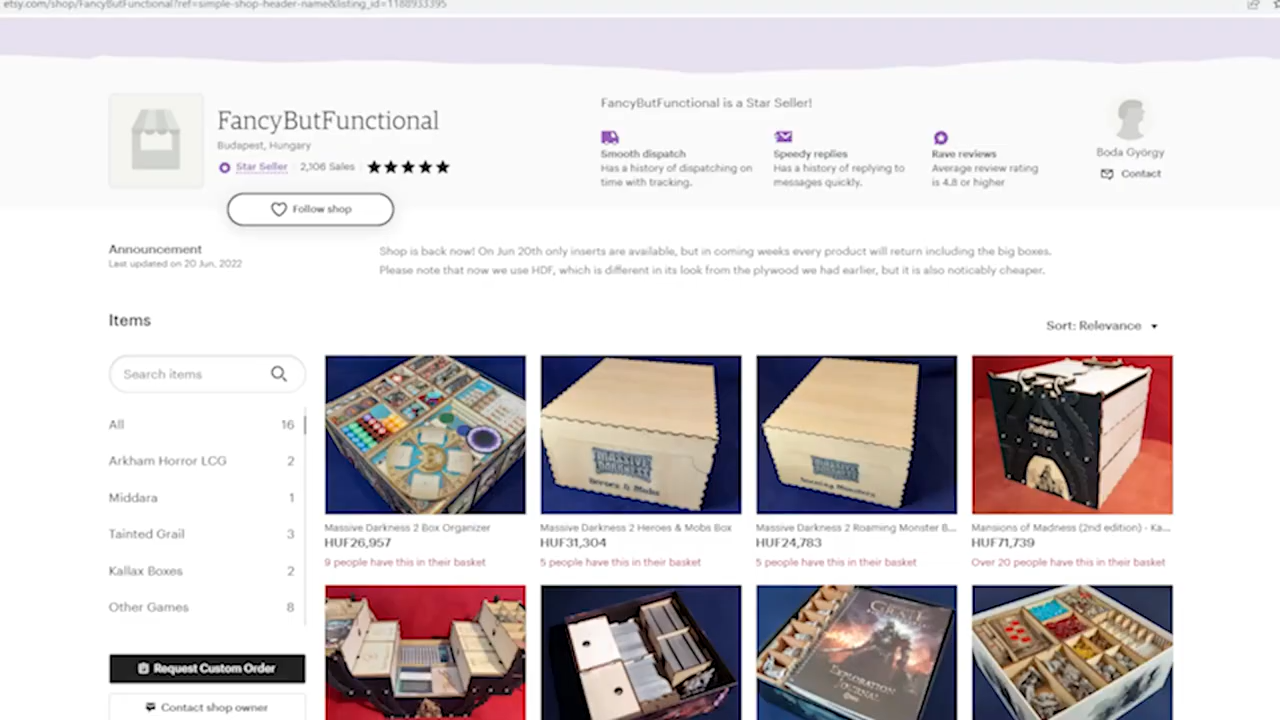 etsy.com/shop/FancyButFunctional?ref=simple-shop-header-name&listing_id=1188933395
FancyButFunctional
Budapest, Hungary
Star Seller 2,106 Sales
Follow shop
FancyButFunctional is a Star Seller!
Smooth dispatch
Has a history of dispatching on
time with tracking.
Speedy replies
Has a history of replying to
messages quickly.
Rave reviews
Average review rating
is 4.8 or higher
Boda György
Contact
Announcement
Last updated on 20 Jun, 2022
Shop is back now! On Jun 20th only inserts are available, but in coming weeks every product will return including the big boxes.
Please note that now we use HDF, which is different in its look from the plywood we had earlier, but it is also noticably cheaper.
Items
Sort: Relevance
Search items
All 16
Arkham Horror LCG 2
Middara 1
Tainted Grail 3
Kallax Boxes 2
Other Games 8
Request Custom Order
Contact shop owner
MASSIVE DARKNESS
Heroes & Mobs
MASSIVE DARKNESS
Roaming Monsters
Massive Darkness 2 Box Organizer
HUF26,957
9 people have this in their basket
Massive Darkness 2 Heroes & Mobs Box
HUF31,304
5 people have this in their basket
Massive Darkness 2 Roaming Monster B...
HUF24,783
5 people have this in their basket
Mansions of Madness (2nd edition) - Ka...
HUF71,739
Over 20 people have this in their basket
EXPLORATION
JOURNAL